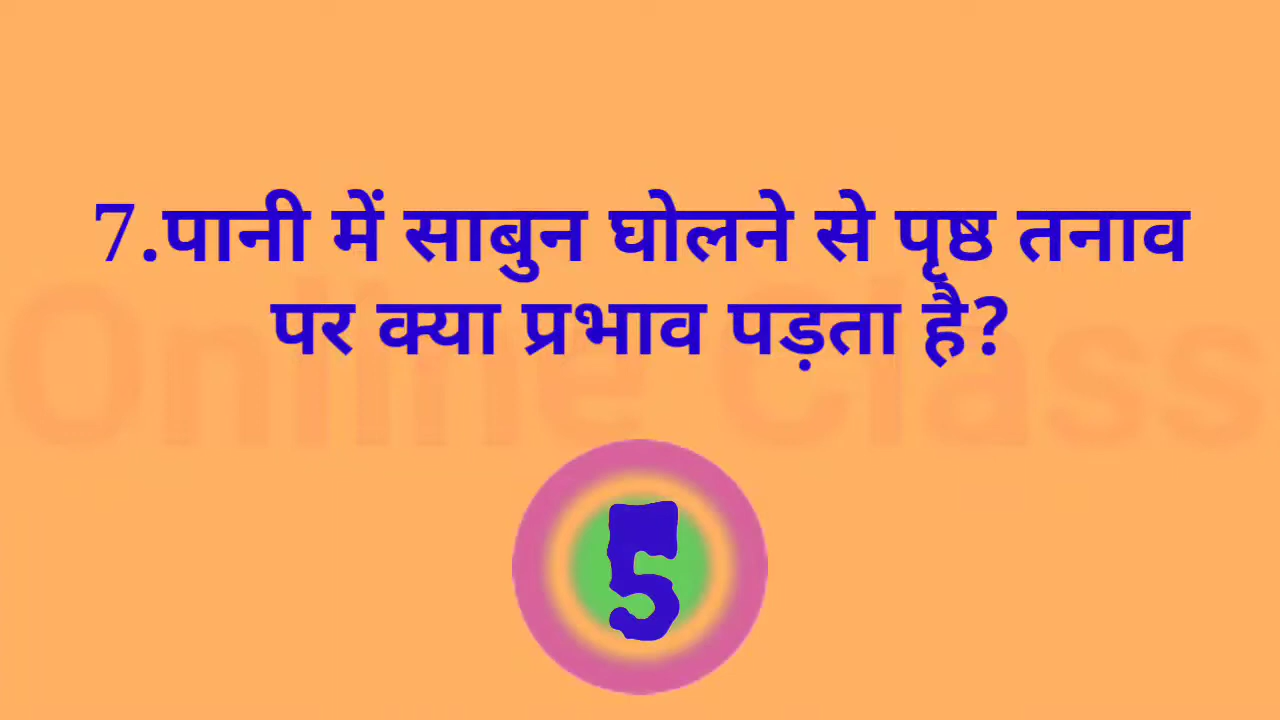 7.पानी में साबुन घोलने से पृष्ठ तनाव
पर क्या प्रभाव पड़ता है?
Online Class
5